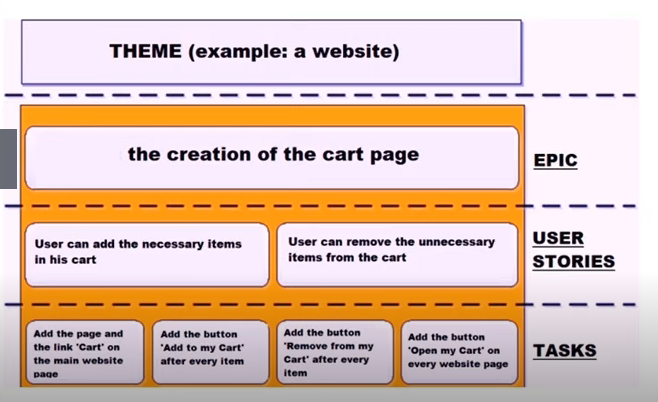 THEME (example: a website)
the creation of the cart page
EPIC
User can add the necessary items
in his cart
User can remove the unnecessary
items from the cart
USER
STORIES
Add the page and
the link 'Cart' on
the main website
page
Add the button
'Add to my Cart'
after every item
Add the button
'Remove from my
Cart' after every
item
Add the button
'Open my Cart' on
every website page
TASKS